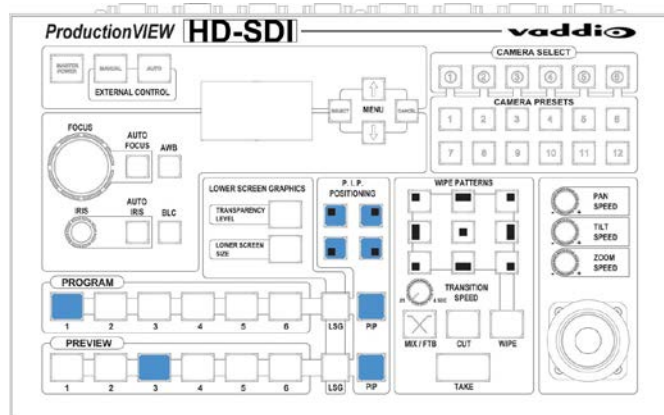 ProductionVIEW HD-SDI
vaddio
MASTER POWER
MANUAL
AUTO
EXTERNAL CONTROL
SELECT
MENU
CANCEL
CAMERA SELECT
1 2 3 4 5 6
CAMERA PRESETS
1 2 3 4 5 6
7 8 9 10 11 12
FOCUS
AUTO FOCUS
AWB
IRIS
AUTO IRIS
BLC
LOWER SCREEN GRAPHICS
TRANSPARENCY LEVEL
LOWER SCREEN SIZE
P. I. P. POSITIONING
WIPE PATTERNS
TRANSITION SPEED
MIX / FTB
CUT
WIPE
TAKE
PAN SPEED
TILT SPEED
ZOOM SPEED
PROGRAM
1 2 3 4 5 6 LSG PIP
PREVIEW
1 2 3 4 5 6 LSG PIP